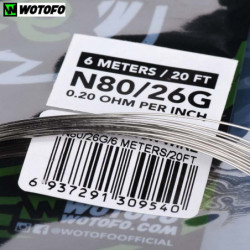 WOTOFO
6 METERS / 20 FT
N80/26G
0.20 OHM PER INCH
N80/26G/6 METERS/20FT
6 937291 309540
WOTOFO
@WOTOFOOFFICIAL